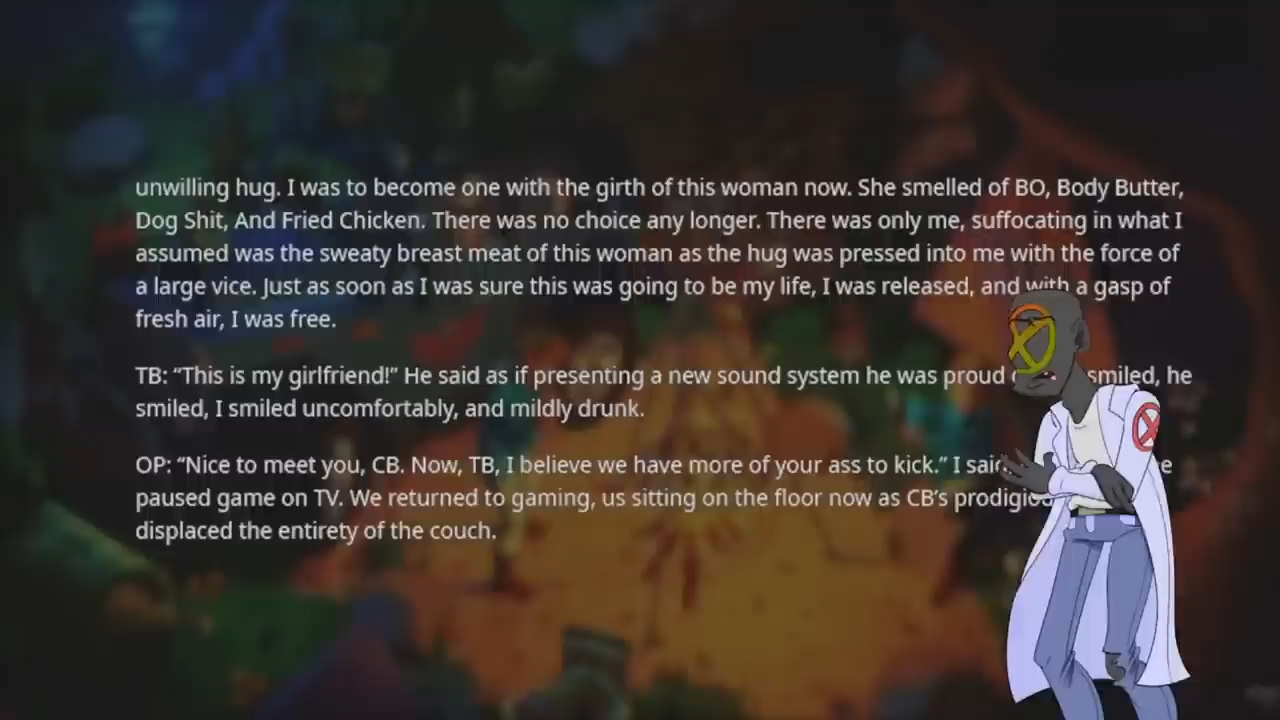 unwilling hug. I was to become one with the girth of this woman now. She smelled of BO, Body Butter,
Dog Shit, And Fried Chicken. There was no choice any longer. There was only me, suffocating in what I
assumed was the sweaty breast meat of this woman as the hug was pressed into me with the force of
a large vice. Just as soon as I was sure this was going to be my life, I was released, and with a gasp of
fresh air, I was free.
TB: “This is my girlfriend!” He said as if presenting a new sound system he was proud smiled, he
smiled, I smiled uncomfortably, and mildly drunk.
OP: “Nice to meet you, CB. Now, TB, I believe we have more of your ass to kick.” I said
paused game on TV. We returned to gaming, us sitting on the floor now as CB’s
displaced the entirety of the couch.